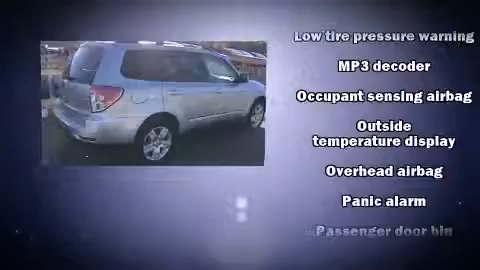 Low tire pressure warning
MP3 decoder
Occupant sensing airbag
Outside
temperature display
Overhead airbag
Panic alarm
Passenger door bin